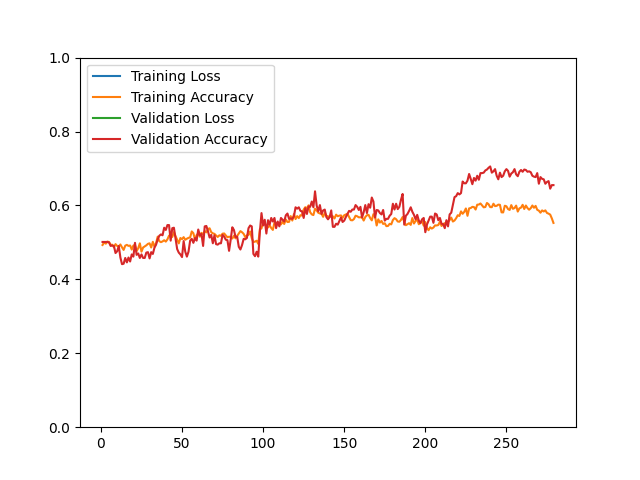 1.0
0.8
0.6
0.4
0.2
0.0
Training Loss
Training Accuracy
Validation Loss
Validation Accuracy
0 50 100 150 200 250